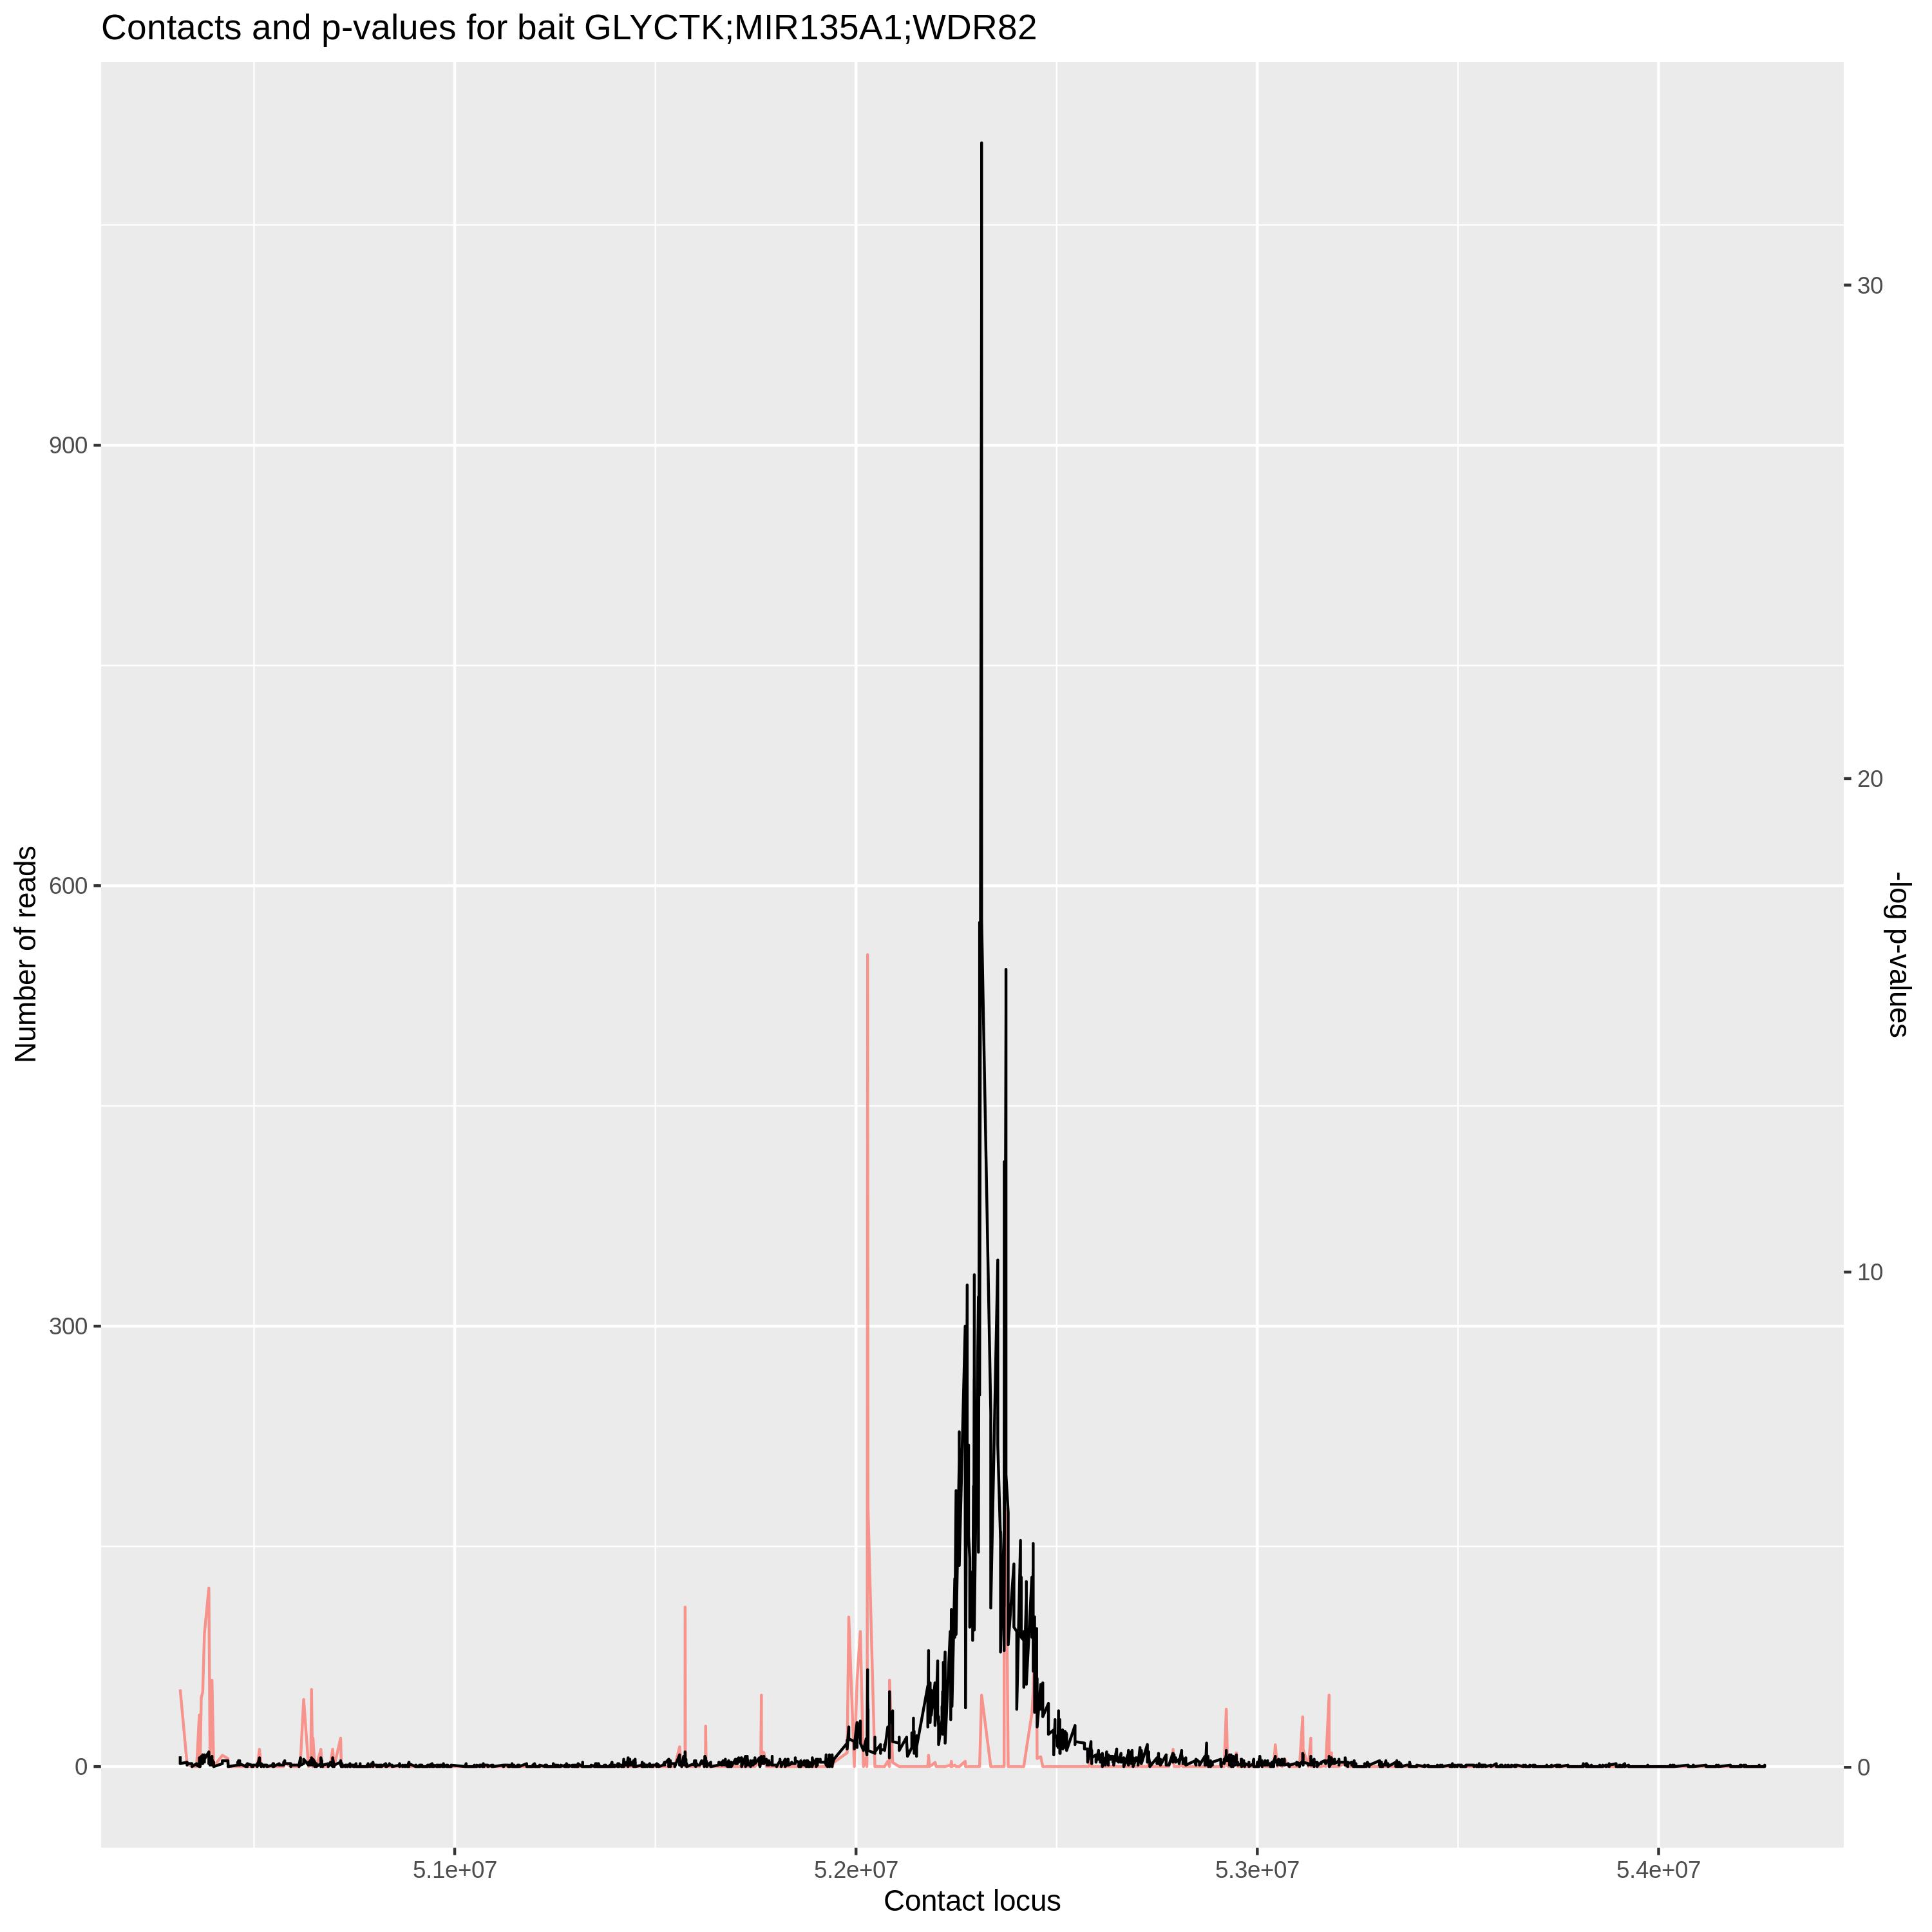 Contacts and p-values for bait GLYCTK;MIR135A1;WDR82
Number of reads
900
600
300
0
30
20
10
0
-log p-values
5.1e+07 5.2e+07 5.3e+07 5.4e+07
Contact locus